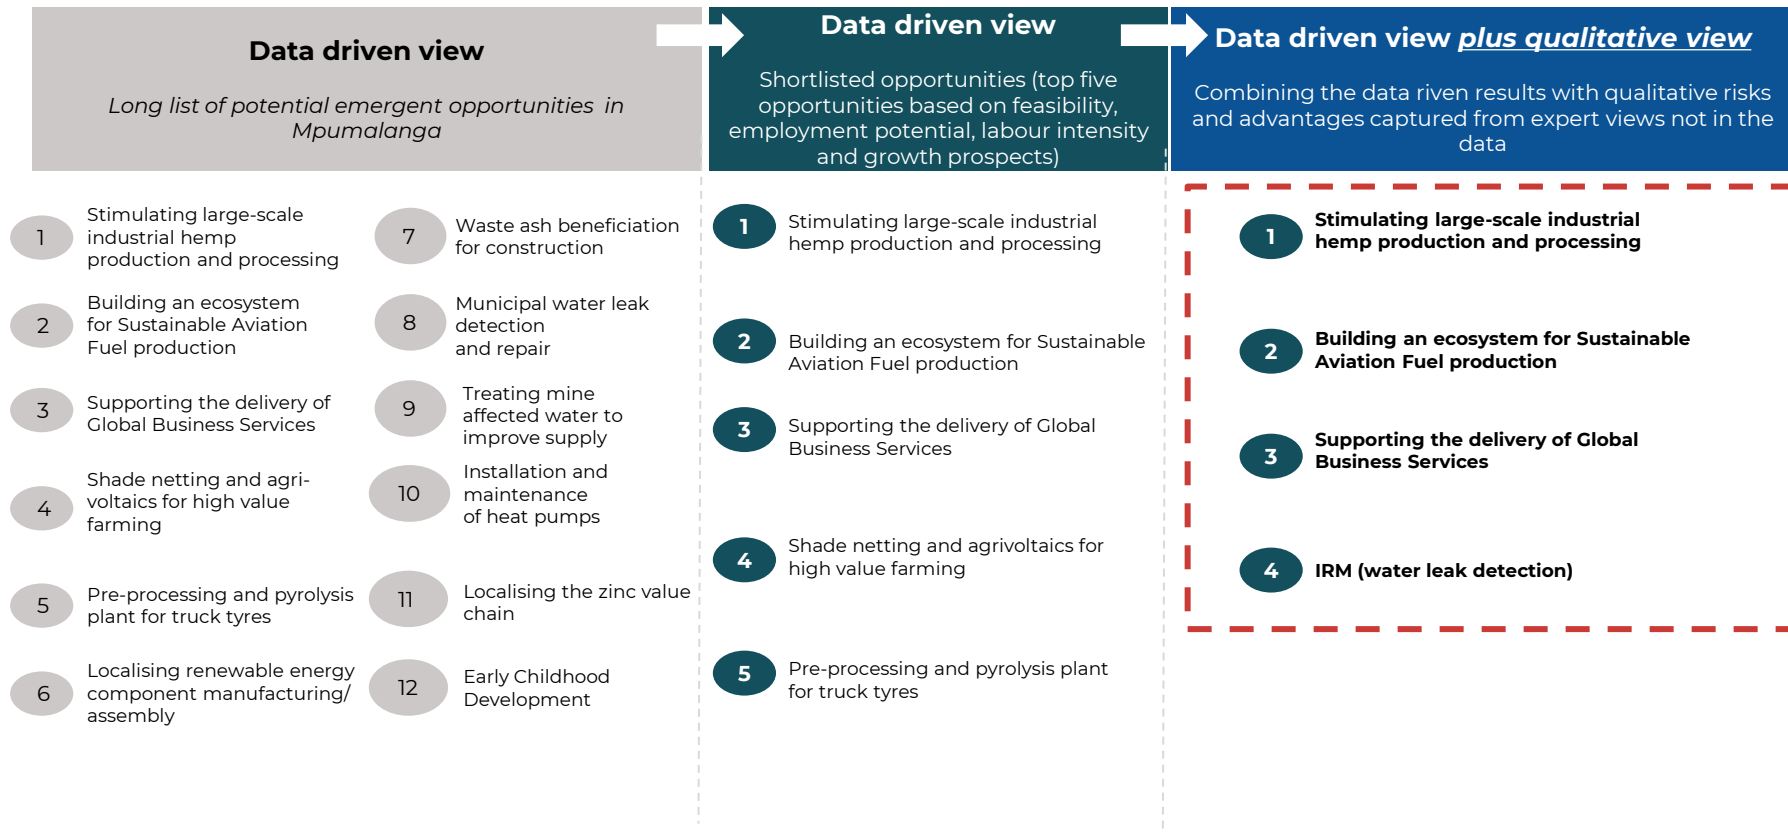 Data driven view
Long list of potential emergent opportunities in
Mpumalanga
1
Stimulating large-scale
industrial hemp
production and processing
2
Building an ecosystem
for Sustainable Aviation
Fuel production
3
Supporting the delivery of
Global Business Services
4
Shade netting and agri-
voltaics for high value
farming
5
Pre-processing and pyrolysis
plant for truck tyres
6
Localising renewable energy
component manufacturing/
assembly
7
Waste ash beneficiation
for construction
8
Municipal water leak
detection
and repair
9
Treating mine
affected water to
improve supply
10
Installation and
maintenance
of heat pumps
11
Localising the zinc value
chain
12
Early Childhood
Development
Data driven view
Shortlisted opportunities (top five
opportunities based on feasibility,
employment potential, labour intensity
and growth prospects)
1
Stimulating large-scale industrial
hemp production and processing
2
Building an ecosystem for Sustainable
Aviation Fuel production
3
Supporting the delivery of Global
Business Services
4
Shade netting and agrivoltaics for
high value farming
5
Pre-processing and pyrolysis plant
for truck tyres
Data driven view plus qualitative view
Combining the data riven results with qualitative risks
and advantages captured from expert views not in the
data
1
Stimulating large-scale industrial
hemp production and processing
2
Building an ecosystem for Sustainable
Aviation Fuel production
3
Supporting the delivery of Global
Business Services
4
IRM (water leak detection)